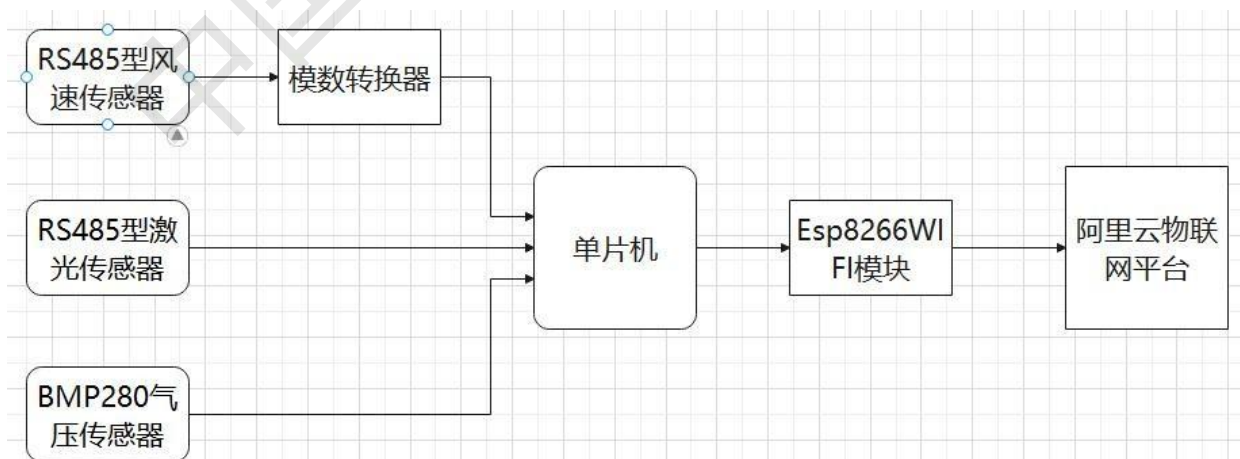 RS485型风
速传感器
模数转换器
RS485型激
光传感器
单片机
Esp8266WI
FI模块
阿里云物联
网平台
BMP280气
压传感器